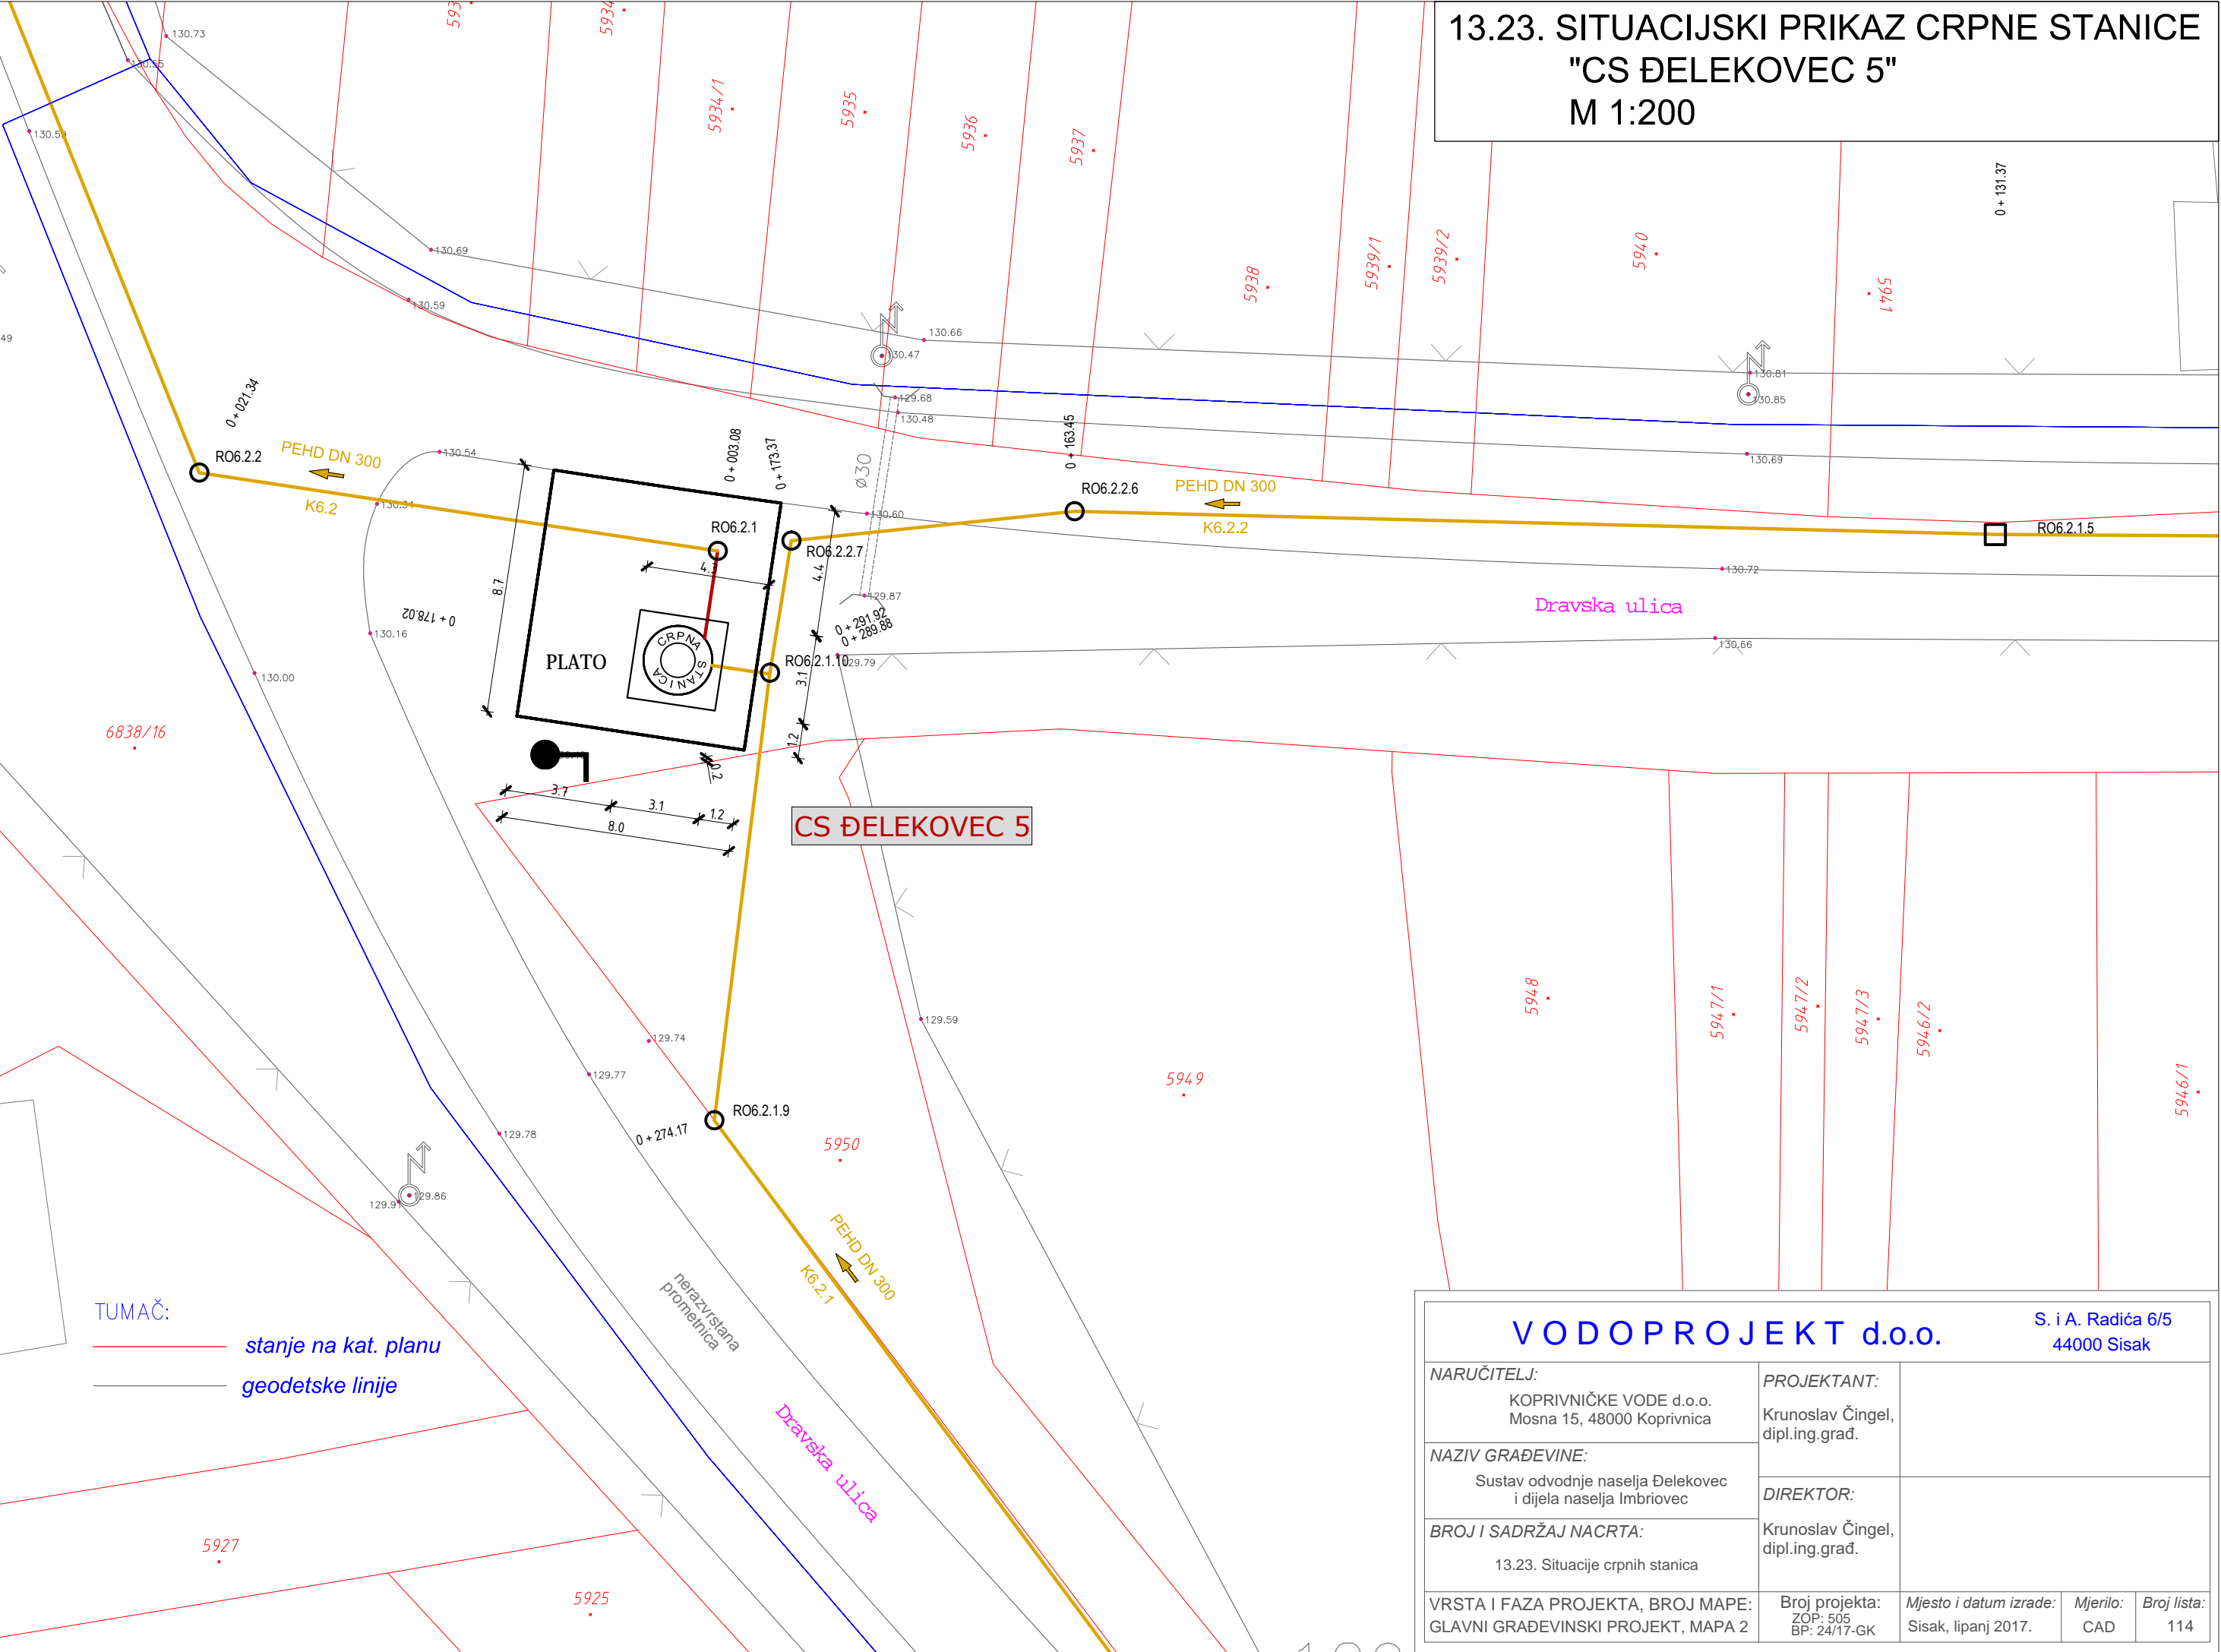 13.23. SITUACIJSKI PRIKAZ CRPNE STANICE
"CS ĐELEKOVEC 5"
M 1:200
130.73
130.55
130.59
5934/1
5935
5936
5937
5938
5939/1
5939/2
5940
5941
0 + 131.37
130.69
130.59
130.66
130.47
130.81
130.85
129.68
130.48
130.69
49
0 + 021.34
RO6.2.2
PEHD DN 300
K6.2
130.54
0 + 003.08
0 + 173.37
ø30
0 + 163.45
RO6.2.2.6
PEHD DN 300
K6.2.2
RO6.2.1.5
130.60
RO6.2.1
RO6.2.2.7
4.4
8.7
130.72
129.87
Dravska ulica
0 + 178.02
130.16
0 + 291.92
0 + 289.88
CRPNA STANICA
PLATO
RO6.2.1.10
129.79
130.66
3.1
1.2
130.00
6838/16
0.2
3.7
3.1
1.2
8.0
CS ĐELEKOVEC 5
129.59
129.74
129.77
5948
5947/1
5947/2
5947/3
5946/2
5946/1
5949
RO6.2.1.9
0 + 274.17
129.78
5950
129.86
129.91
PEHD DN 300
K6.2.1
nerazvrstana
prometnica
Dravska ulica
TUMAČ:
stanje na kat. planu
geodetske linije
5927
5925
VODOPROJEKT d.o.o.
S. i A. Radića 6/5
44000 Sisak
NARUČITELJ:
KOPRIVNIČKE VODE d.o.o.
Mosna 15, 48000 Koprivnica
PROJEKTANT:
Krunoslav Čingel,
dipl.ing.građ.
NAZIV GRAĐEVINE:
Sustav odvodnje naselja Đelekovec
i dijela naselja Imbriovec
DIREKTOR:
Krunoslav Čingel,
dipl.ing.građ.
BROJ I SADRŽAJ NACRTA:
13.23. Situacije crpnih stanica
VRSTA I FAZA PROJEKTA, BROJ MAPE:
GLAVNI GRAĐEVINSKI PROJEKT, MAPA 2
Broj projekta:
ZOP: 505
BP: 24/17-GK
Mjesto i datum izrade:
Sisak, lipanj 2017.
Mjerilo:
CAD
Broj lista:
114